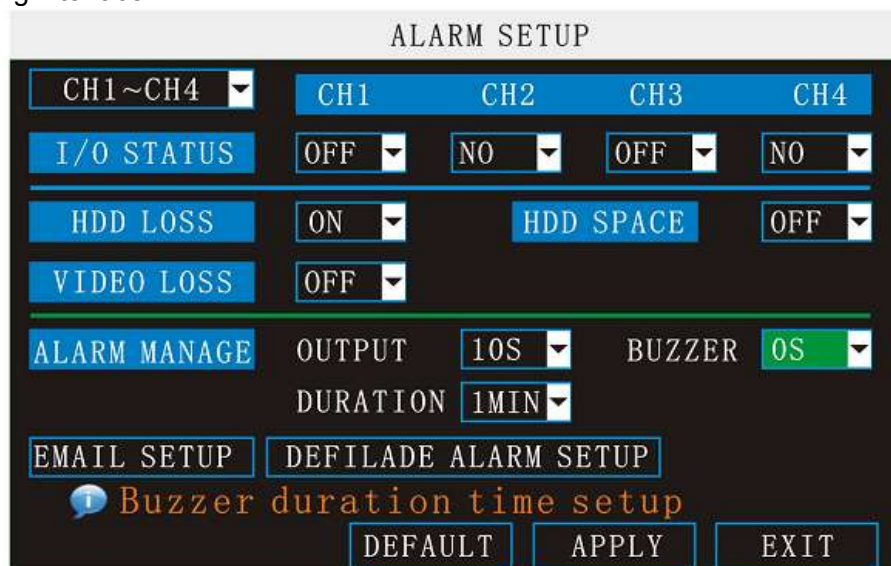 ALARM SETUP
CH1~CH4 CH1 CH2 CH3 CH4
I/O STATUS OFF NO OFF NO
HDD LOSS ON HDD SPACE OFF
VIDEO LOSS OFF
ALARM MANAGE OUTPUT 10S BUZZER 0S
DURATION 1MIN
EMAIL SETUP DEFILADE ALARM SETUP
Buzzer duration time setup
DEFAULT APPLY EXIT